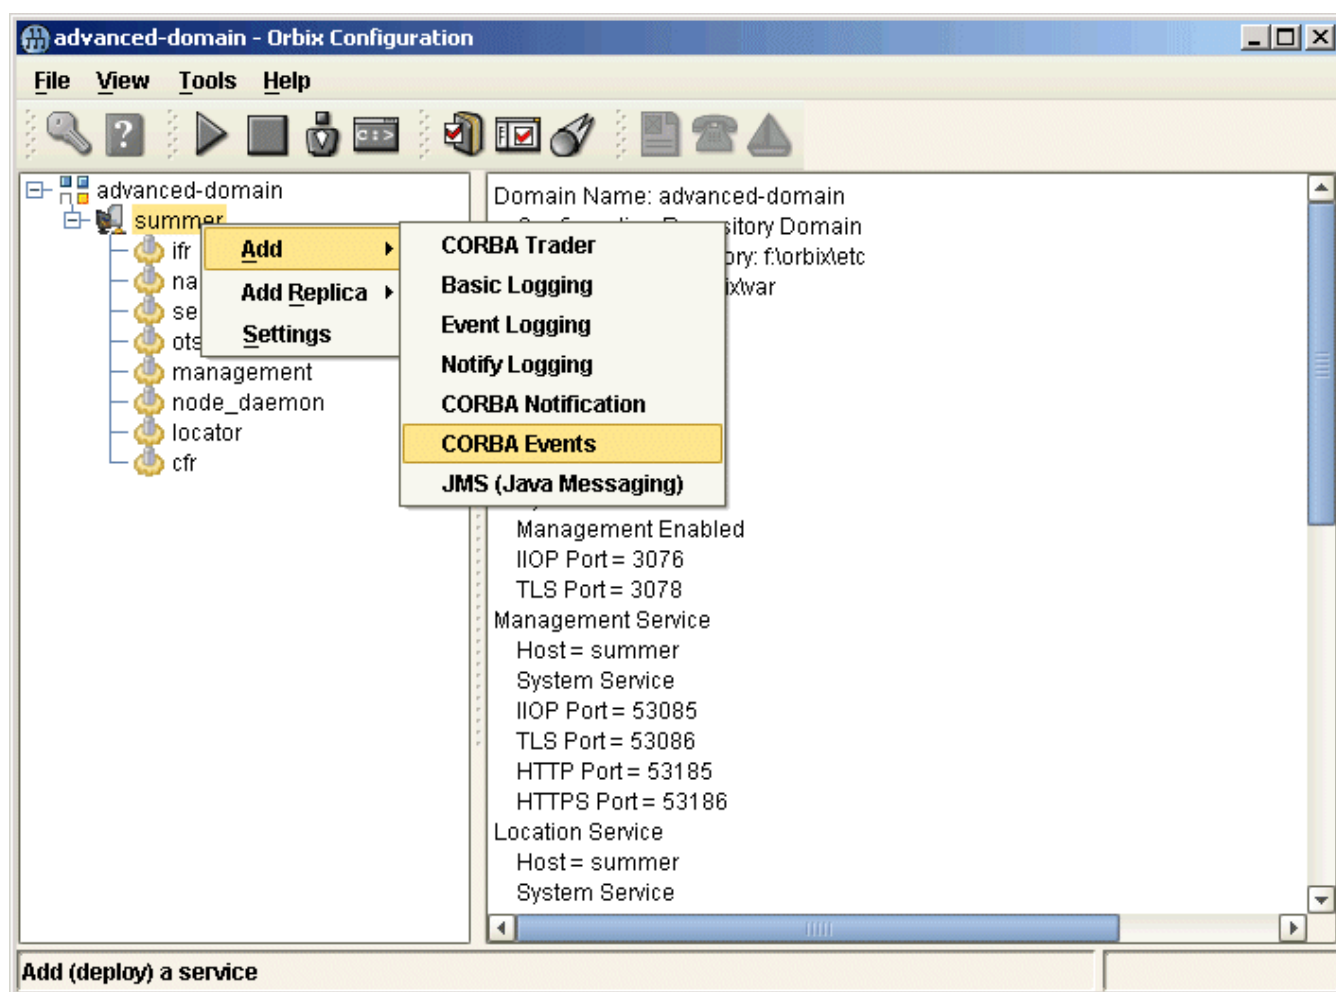 advanced-domain - Orbix Configuration
File View Tools Help
C:>
advanced-domain
summer
ifr
na
se
ots
management
node_daemon
locator
cfr
Add
Add Replica
Settings
CORBA Trader
Basic Logging
Event Logging
Notify Logging
CORBA Notification
CORBA Events
JMS (Java Messaging)
Domain Name: advanced-domain
sitory Domain
ory: f:\orbix\etc
ix\var
Management Enabled
IIOP Port = 3076
TLS Port = 3078
Management Service
Host = summer
System Service
IIOP Port = 53085
TLS Port = 53086
HTTP Port = 53185
HTTPS Port = 53186
Location Service
Host = summer
System Service
Add (deploy) a service